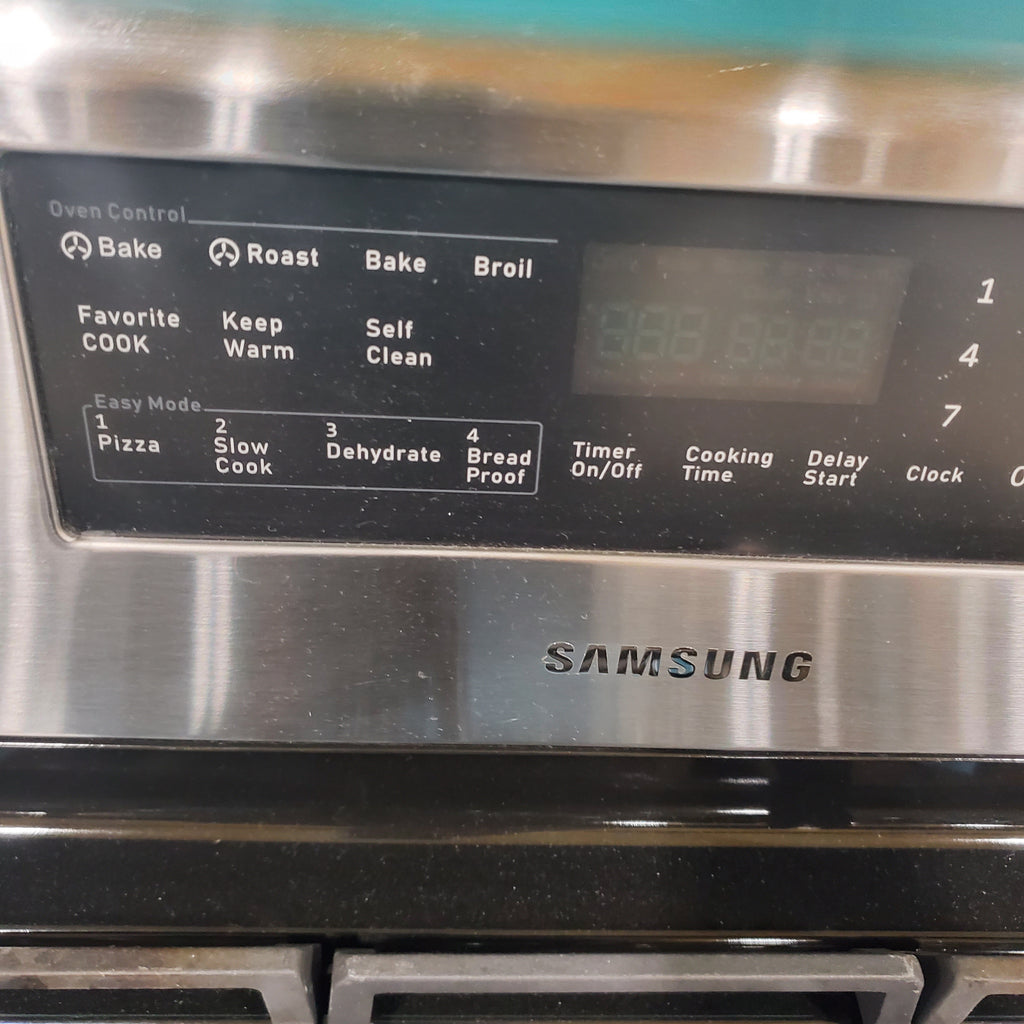 Oven Control
Bake Roast Bake Broil
Favorite COOK
Keep Warm
Self Clean
Easy Mode
1 Pizza
2 Slow Cook
3 Dehydrate
4 Bread Proof
Timer On/Off
Cooking Time
Delay Start
Clock
1
4
7
0
SAMSUNG